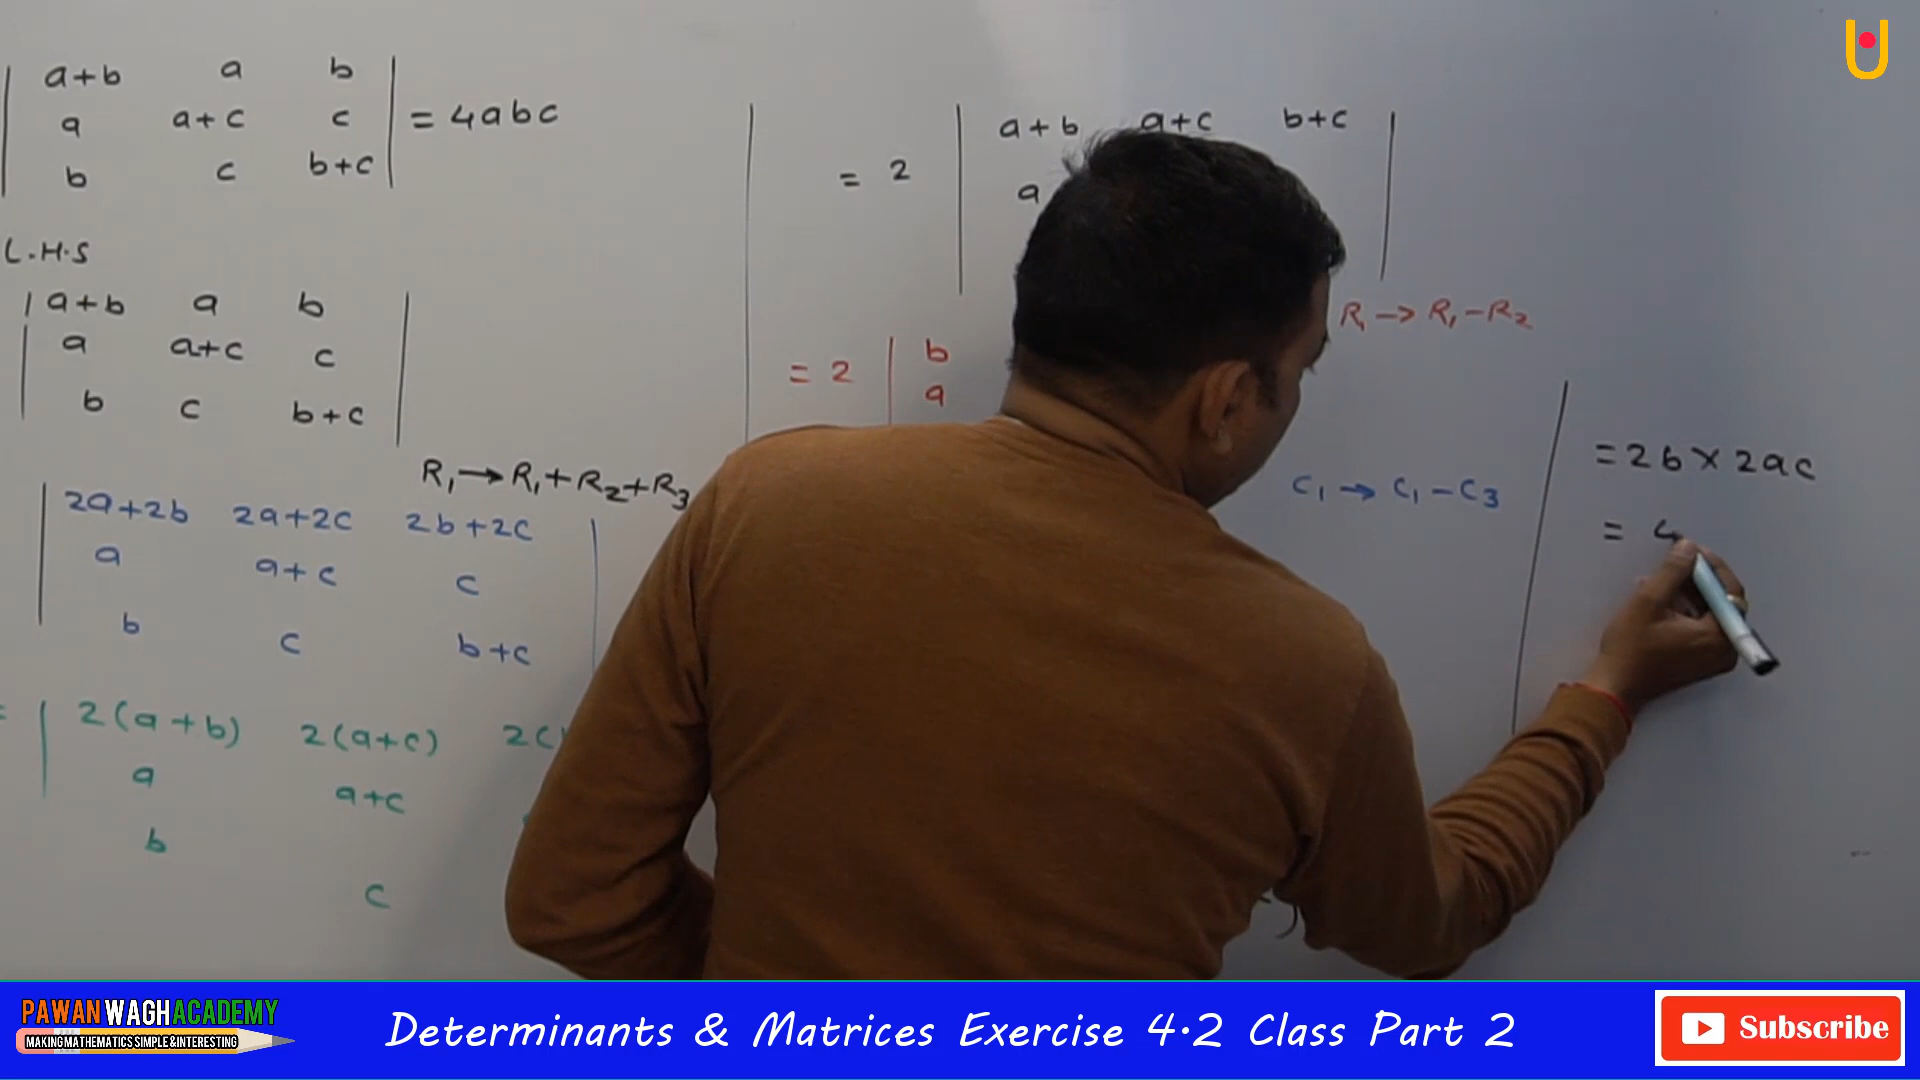 a+b a b
a a+c c = 4abc
b c b+c
L.H.S
a+b a b
a a+c c
b c b+c
R₁→R₁+R₂+R₃
2a+2b 2a+2c 2b+2c
a a+c c
b c b+c
= 2(a+b) 2(a+c) 2(
a a+c
b
c
a+b a+c b+c
= 2
a
R₁→R₁-R₂
= 2 b
a
C₁→C₁-C₃
=2b×2ac
= 4
PAWAN WAGH ACADEMY
MAKING MATHEMATICS SIMPLE & INTERESTING
Determinants & Matrices Exercise 4.2 Class Part 2
Subscribe